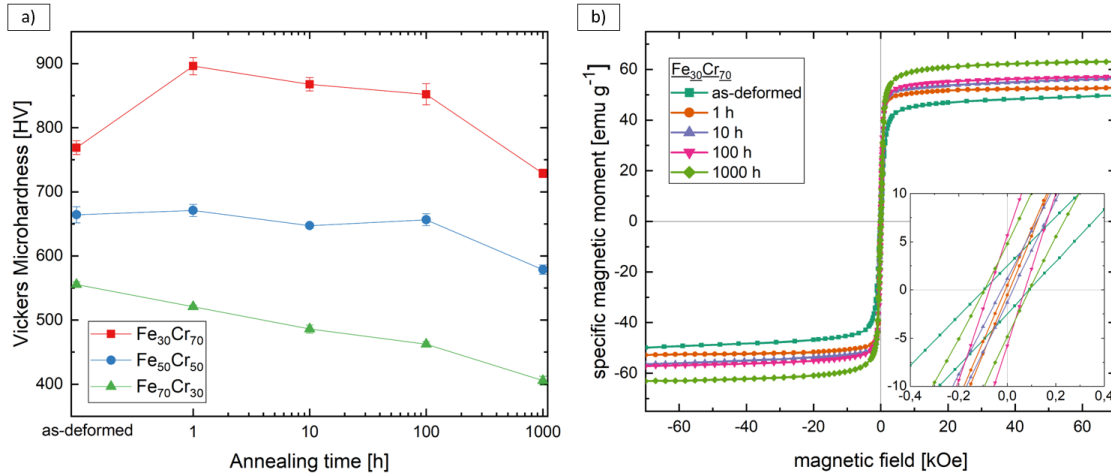 a)
Vickers Microhardness [HV]
900
800
700
600
500
400
Fe₃₀Cr₇₀
Fe₅₀Cr₅₀
Fe₇₀Cr₃₀
as-deformed 1 10 100 1000
Annealing time [h]
b)
specific magnetic moment [emu g⁻¹]
60
40
20
0
-20
-40
-60
Fe₃₀Cr₇₀
as-deformed
1 h
10 h
100 h
1000 h
10
5
0
-5
-10
-0,4 -0,2 0,0 0,2 0,4
-60 -40 -20 0 20 40 60
magnetic field [kOe]